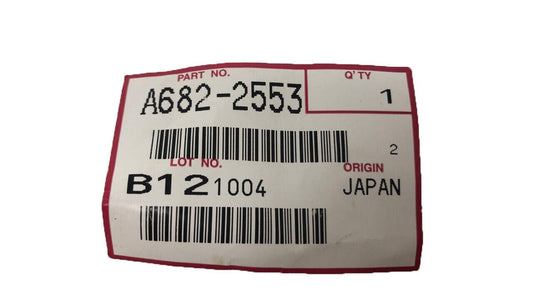 PART NO. Q'TY
A682-2553 1
2
LOT NO. ORIGIN
B121004 JAPAN